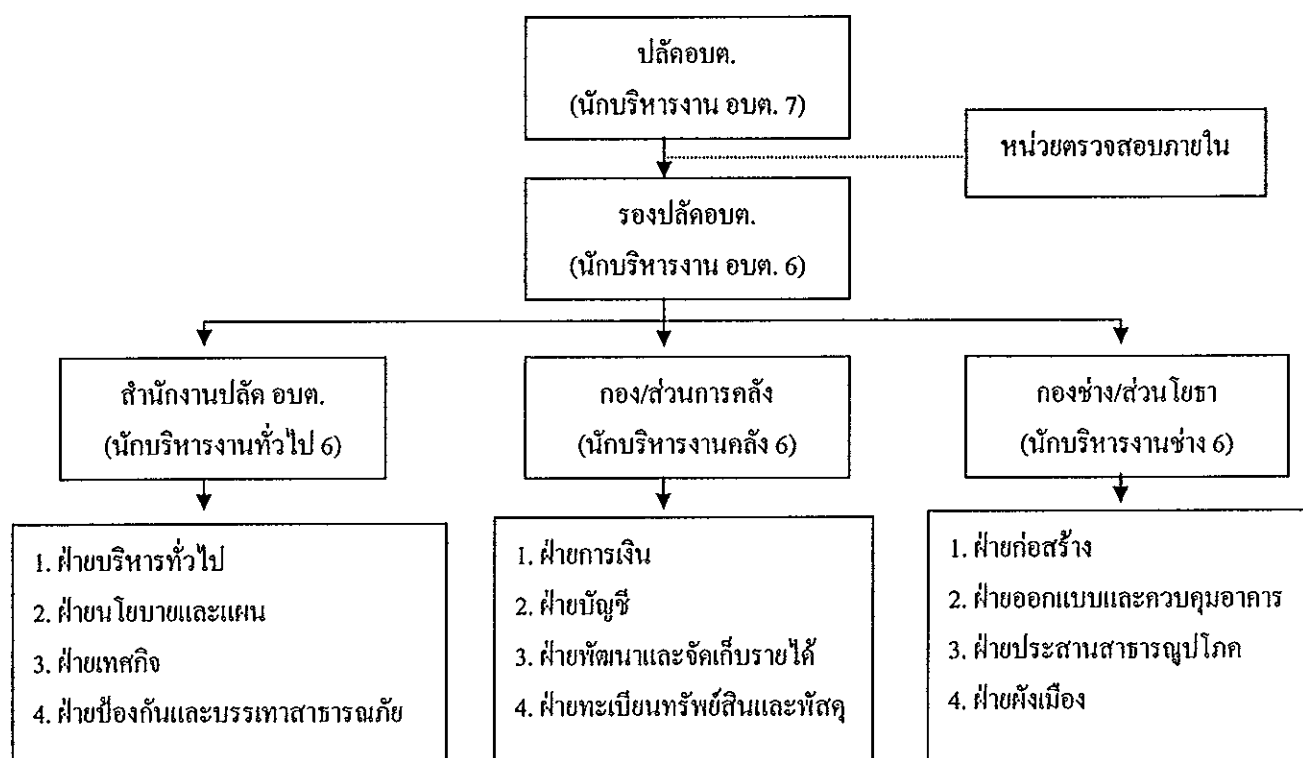 ปลัดอบต.
(นักบริหารงาน อบต. 7)
หน่วยตรวจสอบภายใน
รองปลัดอบต.
(นักบริหารงาน อบต. 6)
สำนักงานปลัด อบต.
(นักบริหารงานทั่วไป 6)
กอง/ส่วนการคลัง
(นักบริหารงานคลัง 6)
กองช่าง/ส่วนโยธา
(นักบริหารงานช่าง 6)
1. ฝ่ายบริหารทั่วไป
2. ฝ่ายนโยบายและแผน
3. ฝ่ายเทศกิจ
4. ฝ่ายป้องกันและบรรเทาสาธารณภัย
1. ฝ่ายการเงิน
2. ฝ่ายบัญชี
3. ฝ่ายพัฒนาและจัดเก็บรายได้
4. ฝ่ายทะเบียนทรัพย์สินและพัสดุ
1. ฝ่ายก่อสร้าง
2. ฝ่ายออกแบบและควบคุมอาคาร
3. ฝ่ายประสานสาธารณูปโภค
4. ฝ่ายผังเมือง